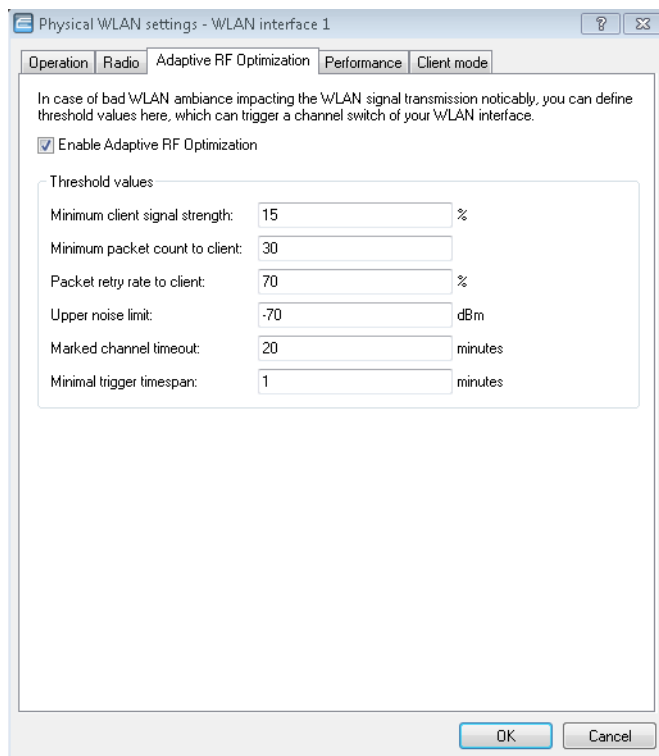 Physical WLAN settings - WLAN interface 1
Operation Radio Adaptive RF Optimization Performance Client mode
In case of bad WLAN ambiance impacting the WLAN signal transmission noticably, you can define
threshold values here, which can trigger a channel switch of your WLAN interface.
Enable Adaptive RF Optimization
Threshold values
Minimum client signal strength: 15 %
Minimum packet count to client: 30
Packet retry rate to client: 70 %
Upper noise limit: -70 dBm
Marked channel timeout: 20 minutes
Minimal trigger timespan: 1 minutes
OK Cancel